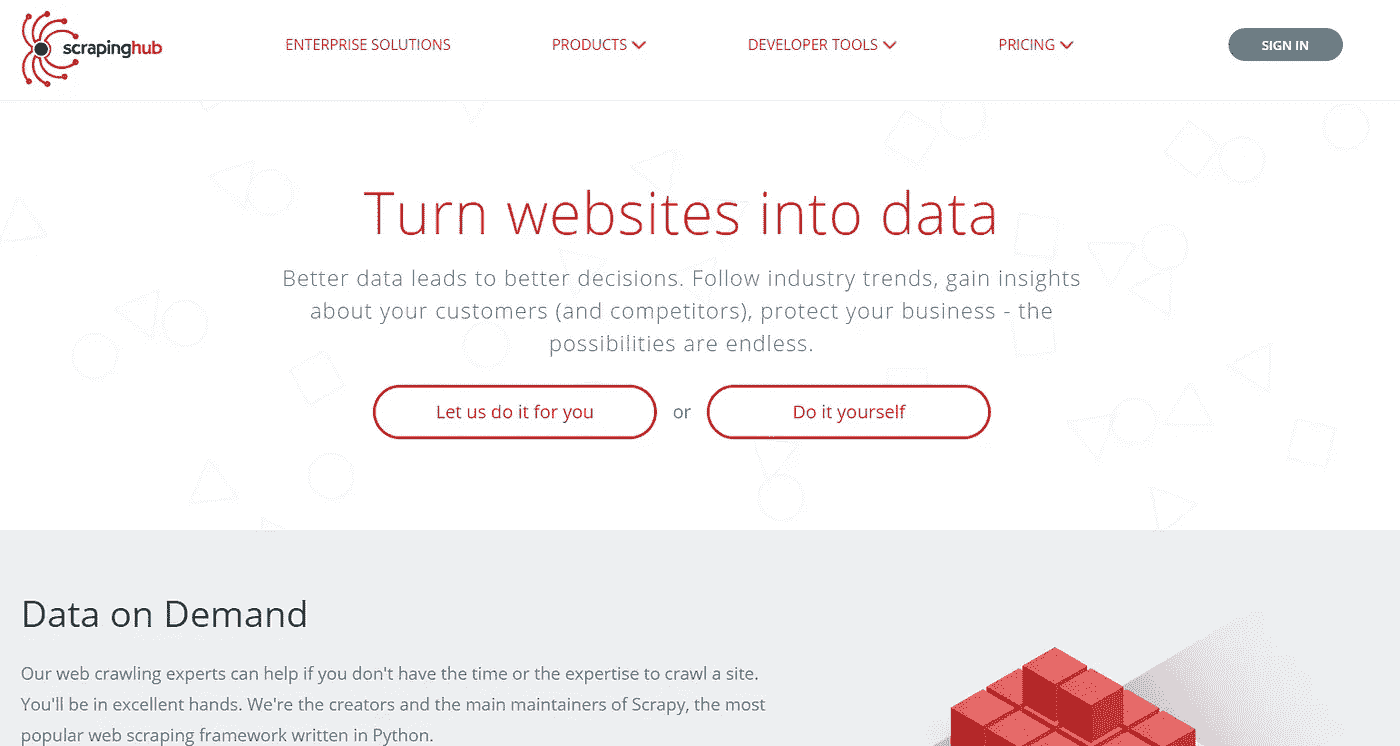 scrapinghub
ENTERPRISE SOLUTIONS
PRODUCTS
DEVELOPER TOOLS
PRICING
SIGN IN
Turn websites into data
Better data leads to better decisions. Follow industry trends, gain insights
about your customers (and competitors), protect your business - the
possibilities are endless.
Let us do it for you
or
Do it yourself
Data on Demand
Our web crawling experts can help if you don't have the time or the expertise to crawl a site.
You'll be in excellent hands. We're the creators and the main maintainers of Scrapy, the most
popular web scraping framework written in Python.